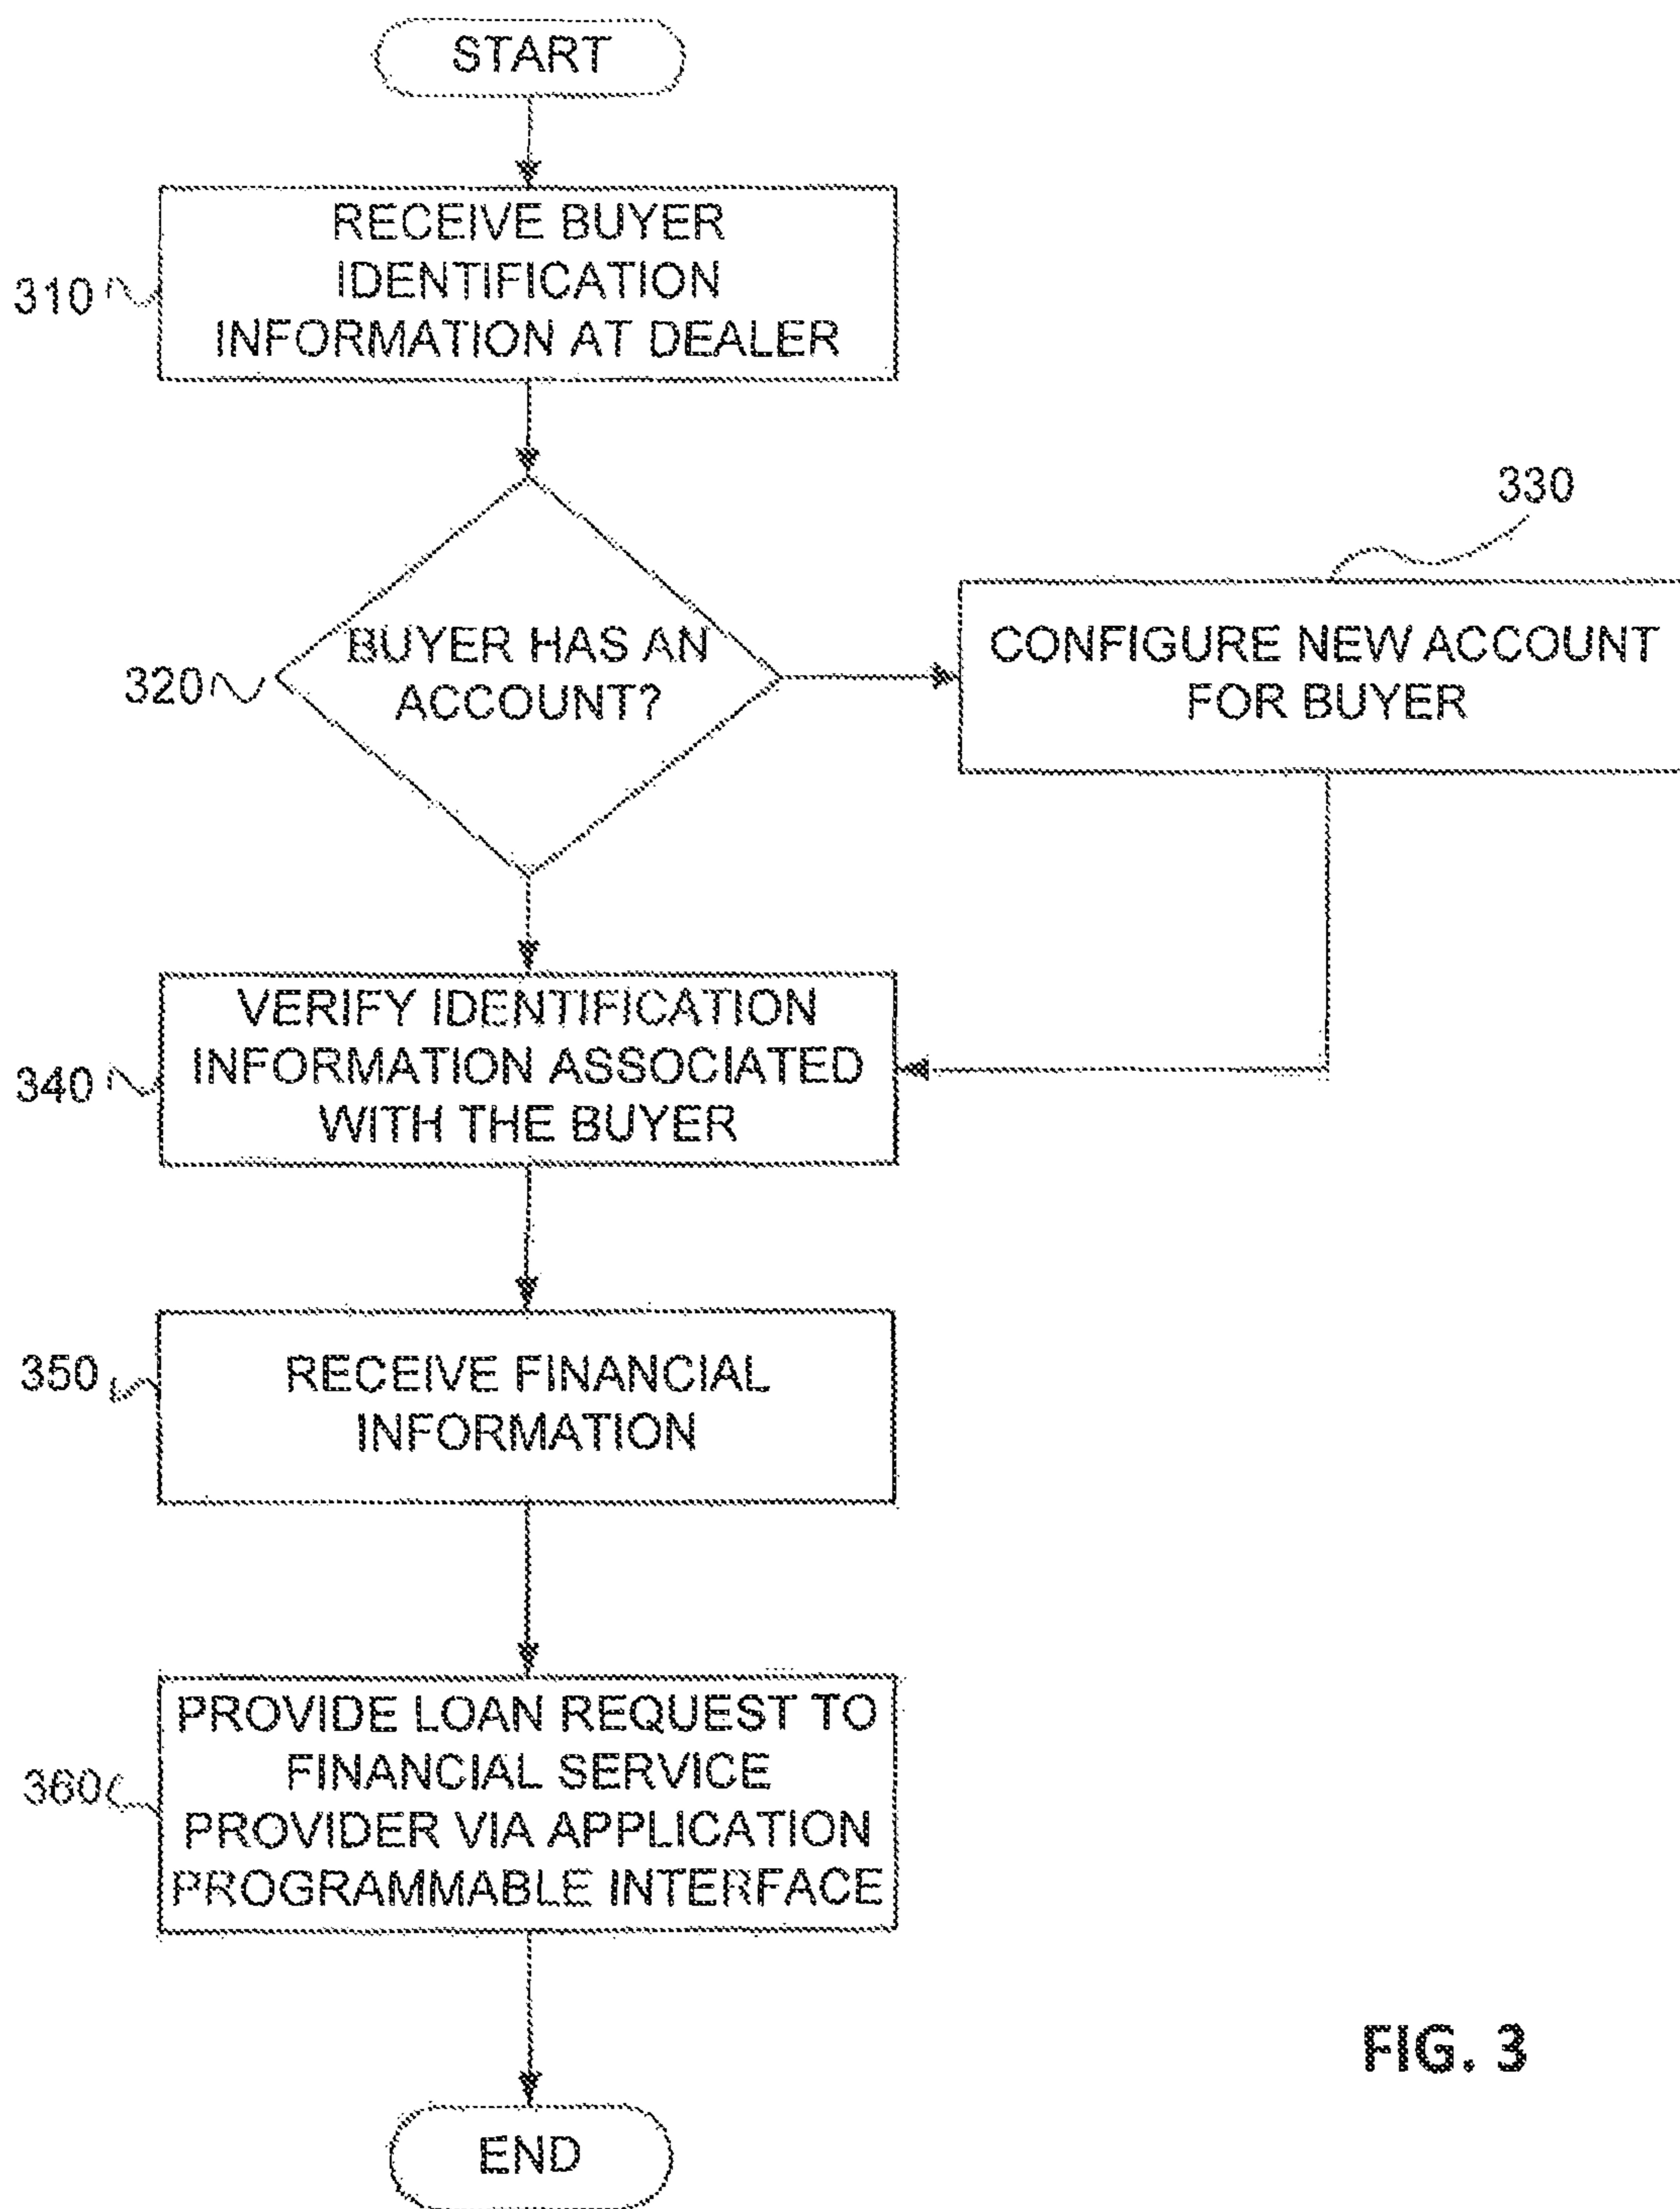 START
RECEIVE BUYER
IDENTIFICATION
INFORMATION AT DEALER
310
330
BUYER HAS AN
ACCOUNT?
320
CONFIGURE NEW ACCOUNT
FOR BUYER
VERIFY IDENTIFICATION
INFORMATION ASSOCIATED
WITH THE BUYER
340
RECEIVE FINANCIAL
INFORMATION
350
PROVIDE LOAN REQUEST TO
FINANCIAL SERVICE
PROVIDER VIA APPLICATION
PROGRAMMABLE INTERFACE
360
FIG. 3
END